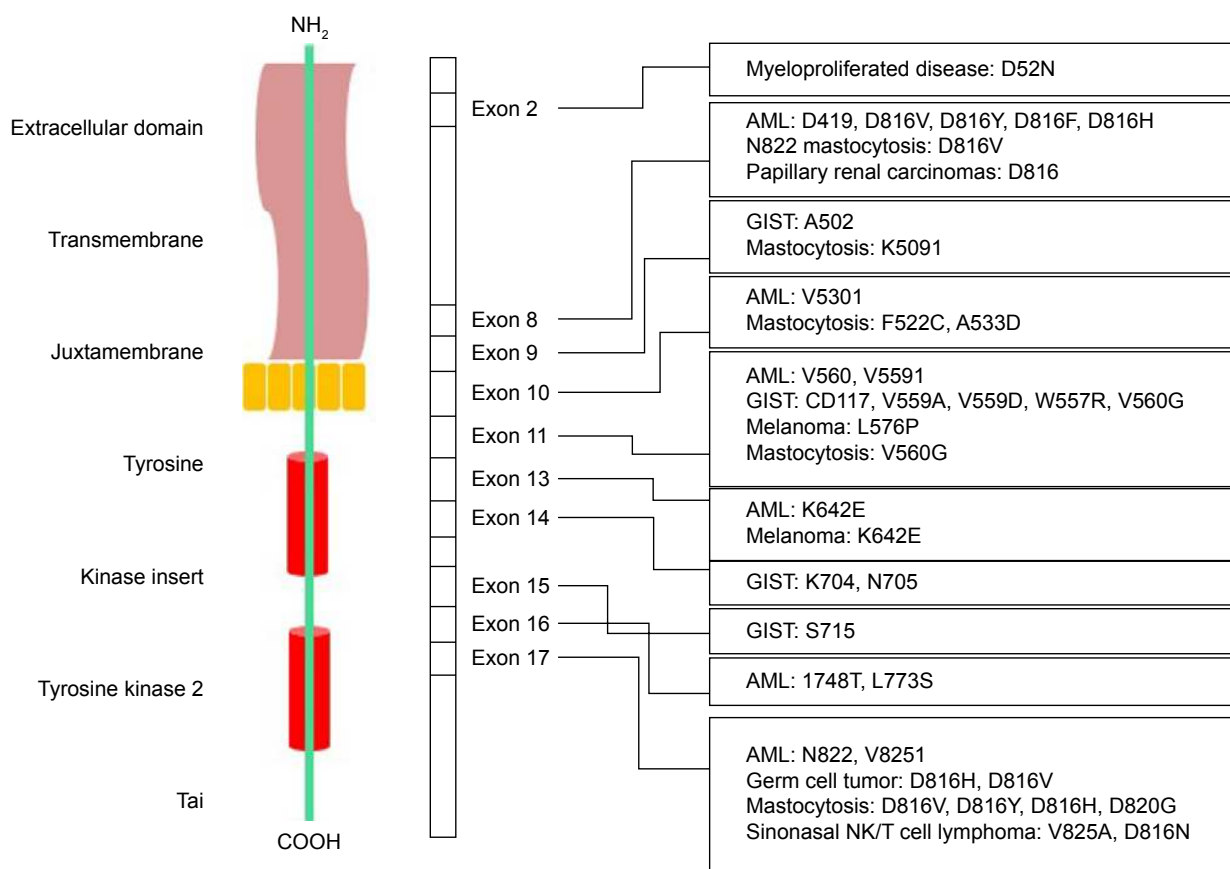 NH2
Extracellular domain
Transmembrane
Juxtamembrane
Tyrosine
Kinase insert
Tyrosine kinase 2
Tai
COOH
Exon 2
Exon 8
Exon 9
Exon 10
Exon 11
Exon 13
Exon 14
Exon 15
Exon 16
Exon 17
Myeloproliferated disease: D52N
AML: D419, D816V, D816Y, D816F, D816H
N822 mastocytosis: D816V
Papillary renal carcinomas: D816
GIST: A502
Mastocytosis: K5091
AML: V5301
Mastocytosis: F522C, A533D
AML: V560, V5591
GIST: CD117, V559A, V559D, W557R, V560G
Melanoma: L576P
Mastocytosis: V560G
AML: K642E
Melanoma: K642E
GIST: K704, N705
GIST: S715
AML: 1748T, L773S
AML: N822, V8251
Germ cell tumor: D816H, D816V
Mastocytosis: D816V, D816Y, D816H, D820G
Sinonasal NK/T cell lymphoma: V825A, D816N